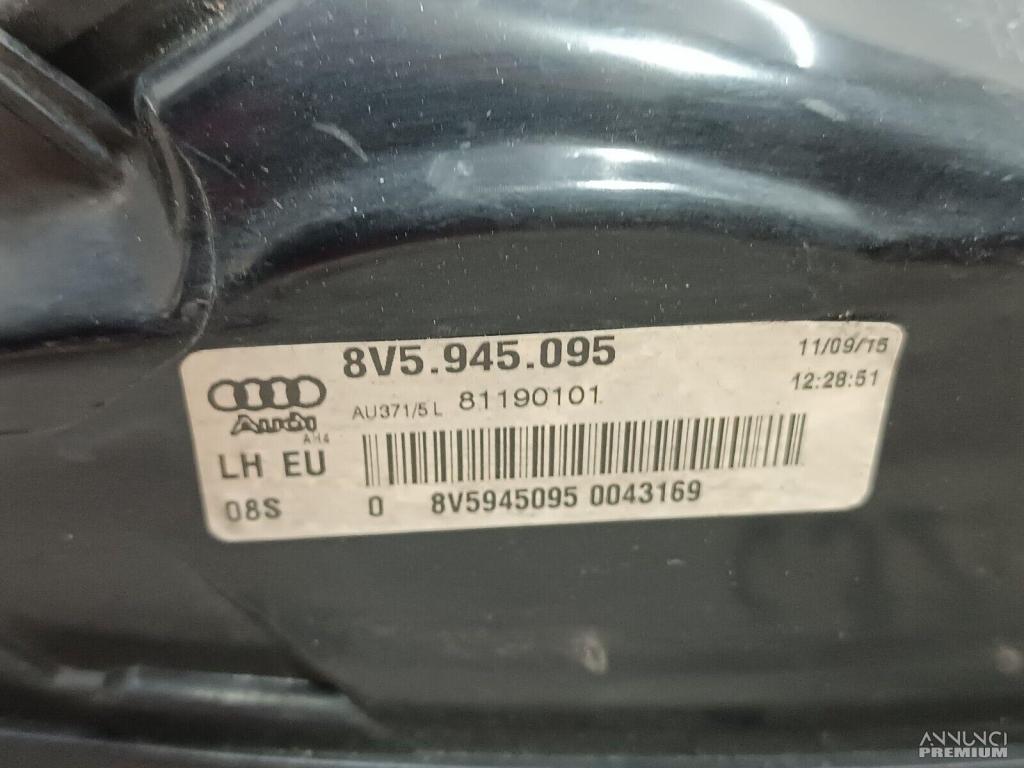 8V5.945.095
11/09/15
12:28:51
Audi
AU371/5 L 81190101
AH4
LH EU
08S
0 8V5945095 0043169
ANNUNCI
PREMIUM